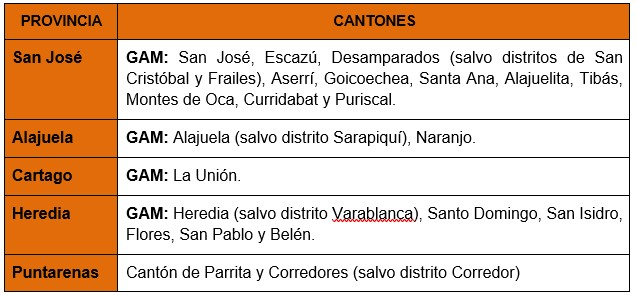 PROVINCIA CANTONES
San José GAM: San José, Escazú, Desamparados (salvo distritos de San
Cristóbal y Frailes), Aserrí, Goicoechea, Santa Ana, Alajuelita, Tibás,
Montes de Oca, Curridabat y Puriscal.
Alajuela GAM: Alajuela (salvo distrito Sarapiquí), Naranjo.
Cartago GAM: La Unión.
Heredia GAM: Heredia (salvo distrito Varablanca), Santo Domingo, San Isidro,
Flores, San Pablo y Belén.
Puntarenas Cantón de Parrita y Corredores (salvo distrito Corredor)